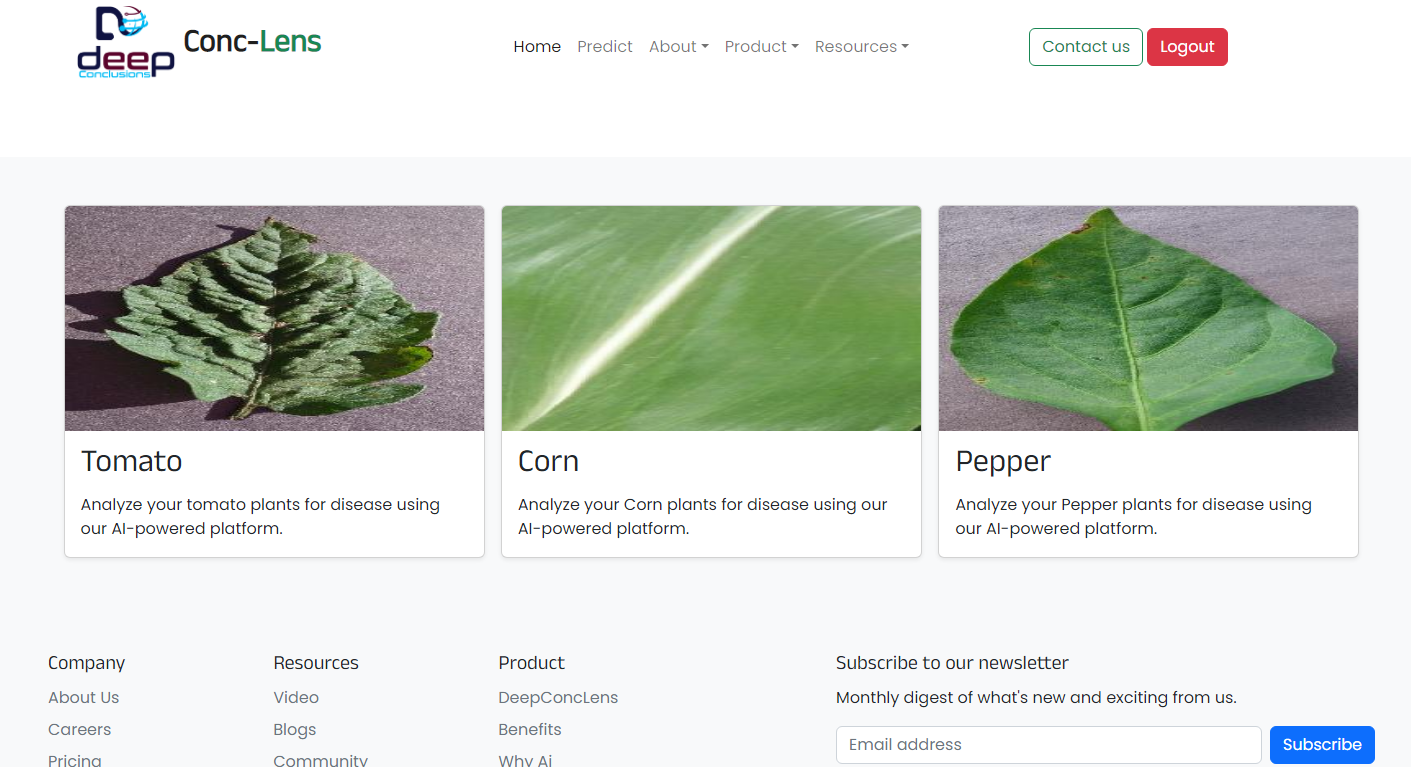 deep
Conclusions
Conc-Lens
Home Predict About Product Resources
Contact us Logout
Tomato
Analyze your tomato plants for disease using
our AI-powered platform.
Corn
Analyze your Corn plants for disease using our
AI-powered platform.
Pepper
Analyze your Pepper plants for disease using
our AI-powered platform.
Company
About Us
Careers
Pricing
Resources
Video
Blogs
Community
Product
DeepConcLens
Benefits
Why Ai
Subscribe to our newsletter
Monthly digest of what's new and exciting from us.
Email address
Subscribe